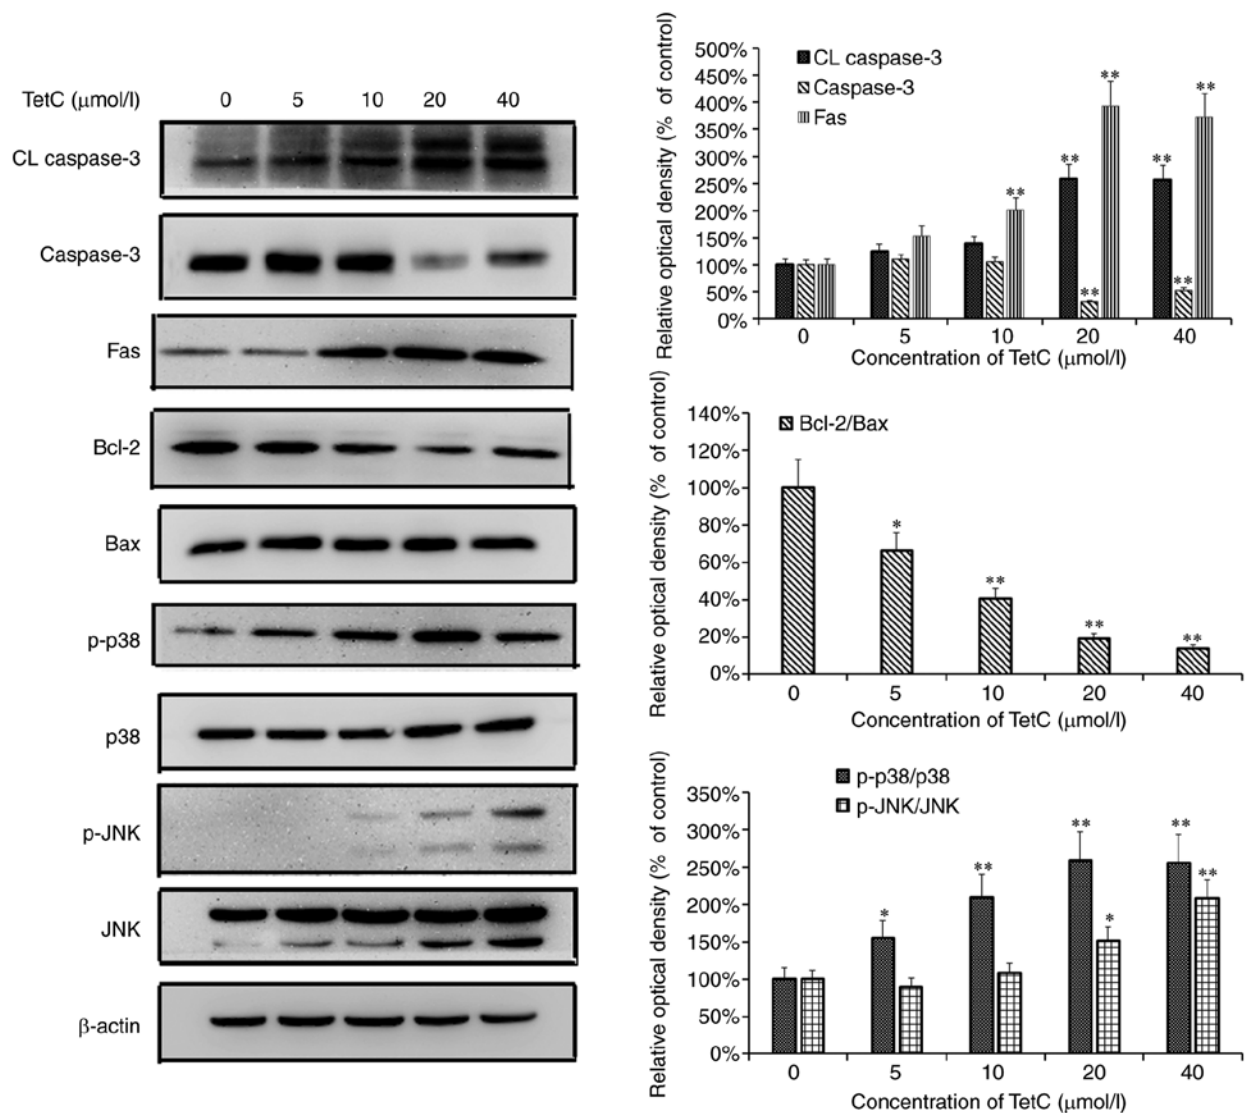 TetC (μmol/l) 0 5 10 20 40
CL caspase-3
Caspase-3
Fas
Bcl-2
Bax
p-p38
p38
p-JNK
JNK
β-actin
Relative optical density (% of control)
500%
450%
400%
350%
300%
250%
200%
150%
100%
50%
0%
CL caspase-3
Caspase-3
Fas
** ** ** ** ** ** **
0 5 10 20 40
Concentration of TetC (μmol/l)
Relative optical density (% of control)
140%
120%
100%
80%
60%
40%
20%
0%
Bcl-2/Bax
* ** ** **
0 5 10 20 40
Concentration of TetC (μmol/l)
Relative optical density (% of control)
350%
300%
250%
200%
150%
100%
50%
0%
p-p38/p38
p-JNK/JNK
* ** ** * ** **
0 5 10 20 40
Concentration of TetC (μmol/l)